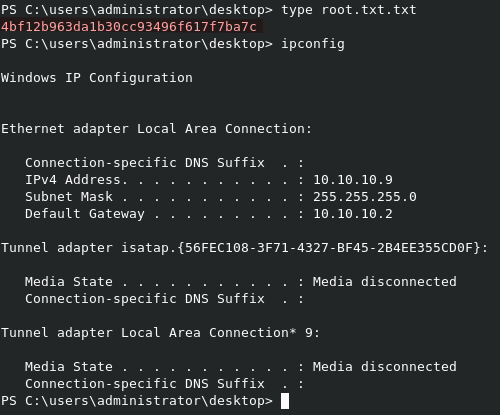 PS C:\users\administrator\desktop> type root.txt.txt
4bf12b963da1b30cc93496f617f7ba7c
PS C:\users\administrator\desktop> ipconfig
Windows IP Configuration
Ethernet adapter Local Area Connection:
   Connection-specific DNS Suffix  . :
   IPv4 Address. . . . . . . . . . . : 10.10.10.9
   Subnet Mask . . . . . . . . . . . : 255.255.255.0
   Default Gateway . . . . . . . . . : 10.10.10.2
Tunnel adapter isatap.{56FEC108-3F71-4327-BF45-2B4EE355CD0F}:
   Media State . . . . . . . . . . . : Media disconnected
   Connection-specific DNS Suffix  . :
Tunnel adapter Local Area Connection* 9:
   Media State . . . . . . . . . . . : Media disconnected
   Connection-specific DNS Suffix  . :
PS C:\users\administrator\desktop>